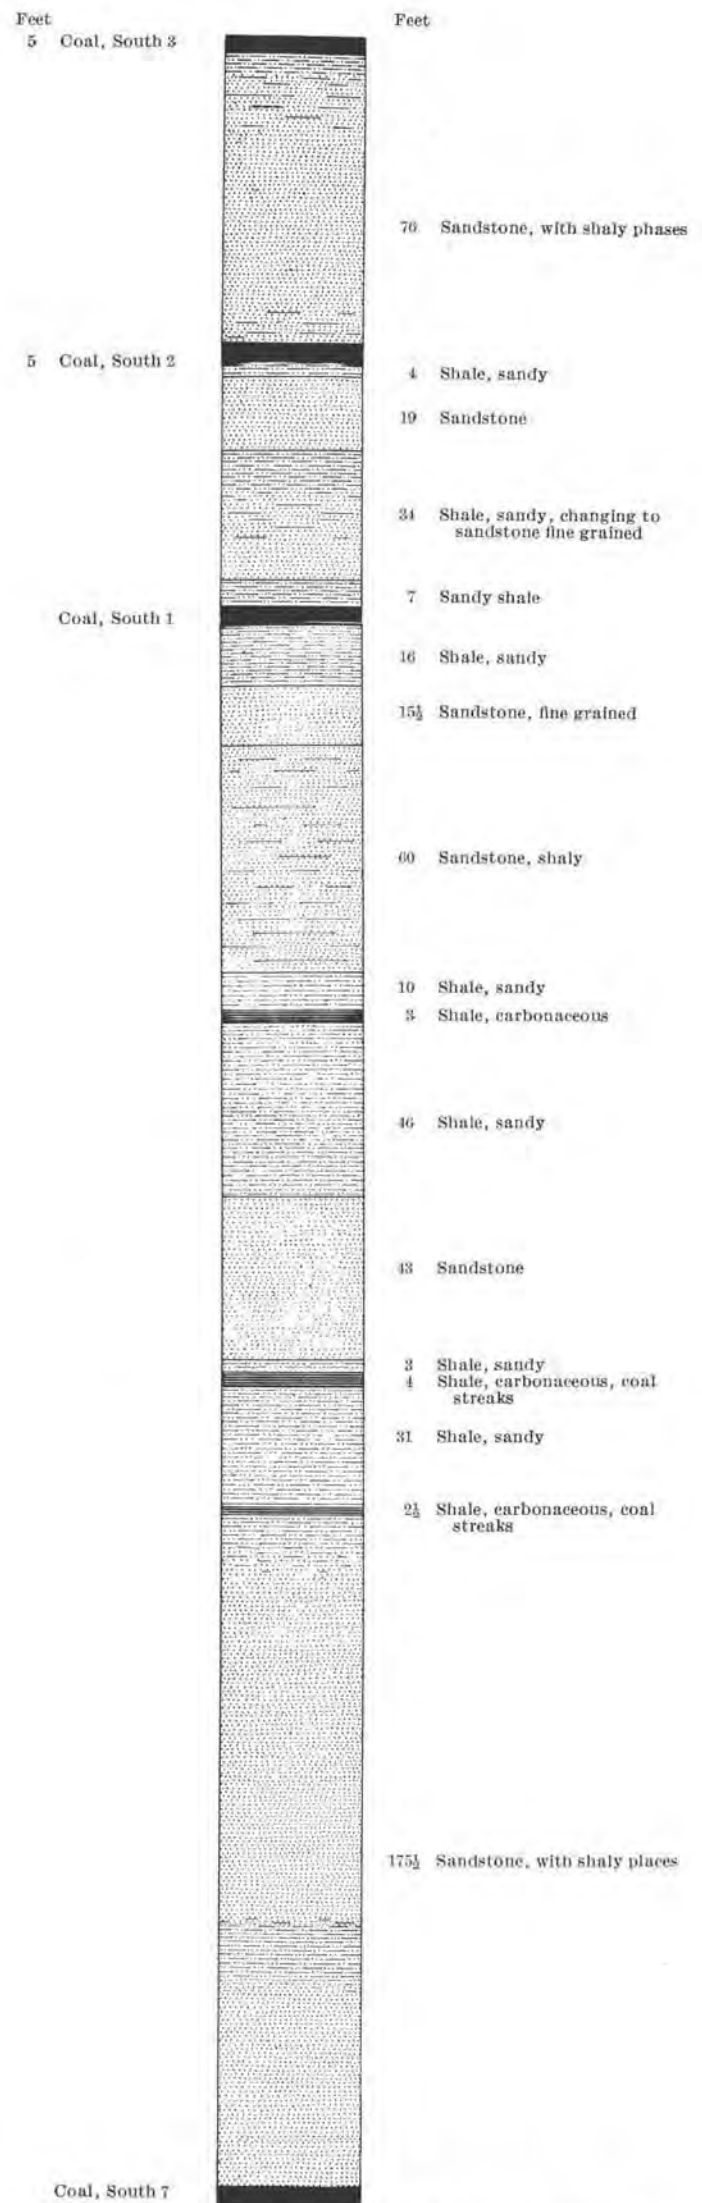 Feet
Feet
5 Coal, South 3
76 Sandstone, with shaly phases
5 Coal, South 2
4 Shale, sandy
19 Sandstone
34 Shale, sandy, changing to
sandstone fine grained
7 Sandy shale
Coal, South 1
16 Shale, sandy
15½ Sandstone, fine grained
60 Sandstone, shaly
10 Shale, sandy
3 Shale, carbonaceous
46 Shale, sandy
43 Sandstone
3 Shale, sandy
4 Shale, carbonaceous, coal
streaks
31 Shale, sandy
2½ Shale, carbonaceous, coal
streaks
175½ Sandstone, with shaly places
Coal, South 7